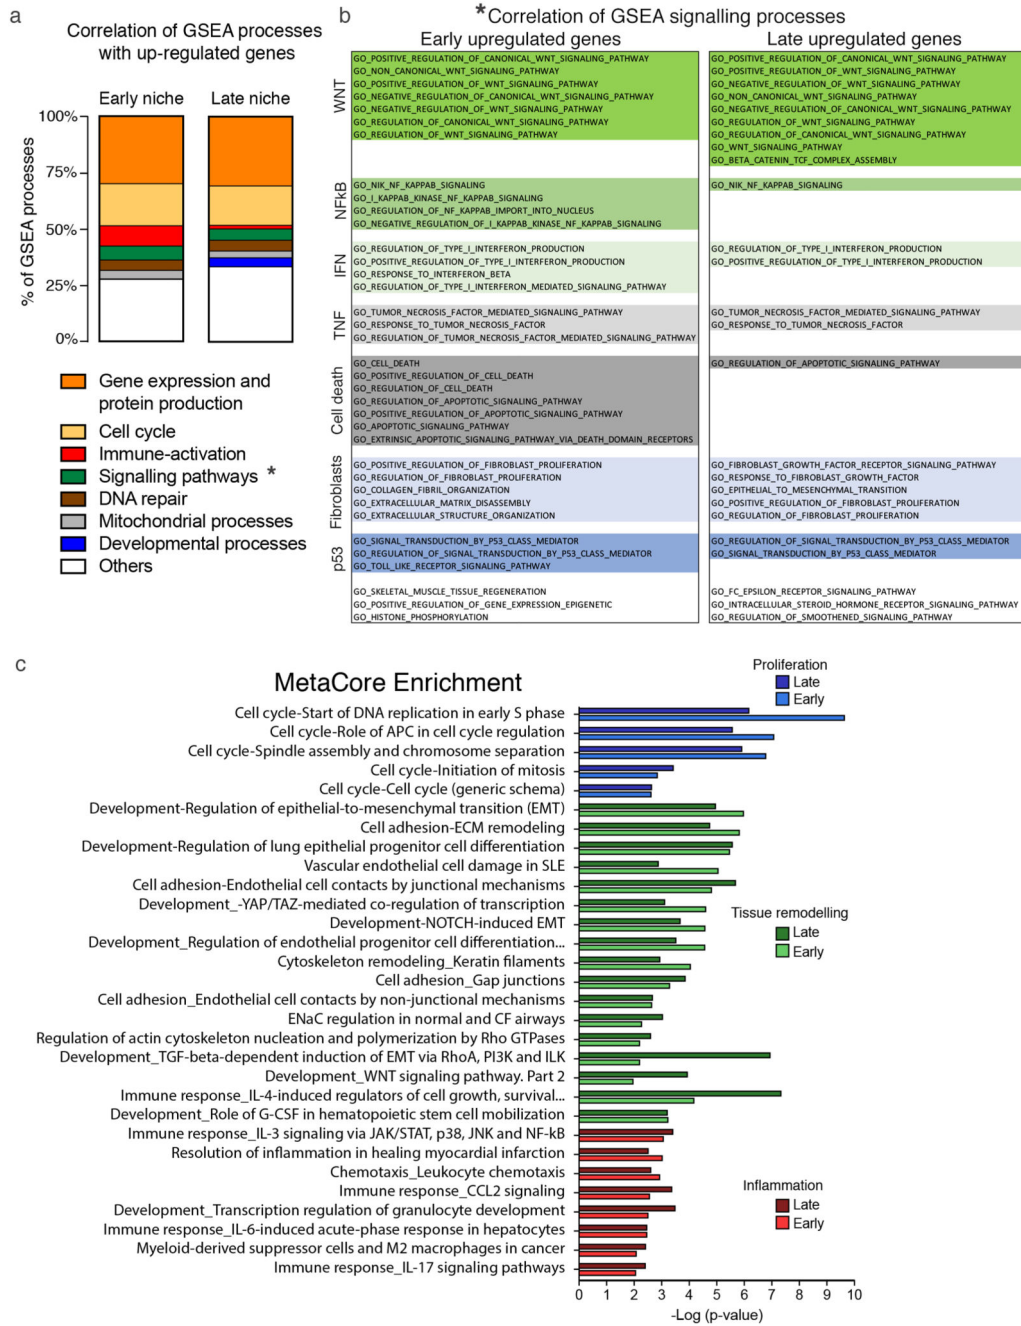 a
Correlation of GSEA processes
with up-regulated genes
Early niche
Late niche
100%
75%
50%
25%
0%
% of GSEA processes
Gene expression and
protein production
Cell cycle
Immune-activation
Signalling pathways *
DNA repair
Mitochondrial processes
Developmental processes
Others
b
*Correlation of GSEA signalling processes
Early upregulated genes
Late upregulated genes
WNT
GO_POSITIVE_REGULATION_OF_CANONICAL_WNT_SIGNALING_PATHWAY
GO_NON_CANONICAL_WNT_SIGNALING_PATHWAY
GO_POSITIVE_REGULATION_OF_WNT_SIGNALING_PATHWAY
GO_NEGATIVE_REGULATION_OF_CANONICAL_WNT_SIGNALING_PATHWAY
GO_NEGATIVE_REGULATION_OF_WNT_SIGNALING_PATHWAY
GO_REGULATION_OF_CANONICAL_WNT_SIGNALING_PATHWAY
GO_REGULATION_OF_WNT_SIGNALING_PATHWAY
GO_POSITIVE_REGULATION_OF_CANONICAL_WNT_SIGNALING_PATHWAY
GO_POSITIVE_REGULATION_OF_WNT_SIGNALING_PATHWAY
GO_NEGATIVE_REGULATION_OF_WNT_SIGNALING_PATHWAY
GO_NON_CANONICAL_WNT_SIGNALING_PATHWAY
GO_NEGATIVE_REGULATION_OF_CANONICAL_WNT_SIGNALING_PATHWAY
GO_REGULATION_OF_WNT_SIGNALING_PATHWAY
GO_REGULATION_OF_CANONICAL_WNT_SIGNALING_PATHWAY
GO_WNT_SIGNALING_PATHWAY
GO_BETA_CATENIN_TCF_COMPLEX_ASSEMBLY
NFkB
GO_NIK_NF_KAPPAB_SIGNALING
GO_I_KAPPAB_KINASE_NF_KAPPAB_SIGNALING
GO_REGULATION_OF_NF_KAPPAB_IMPORT_INTO_NUCLEUS
GO_NEGATIVE_REGULATION_OF_I_KAPPAB_KINASE_NF_KAPPAB_SIGNALING
GO_NIK_NF_KAPPAB_SIGNALING
IFN
GO_REGULATION_OF_TYPE_I_INTERFERON_PRODUCTION
GO_POSITIVE_REGULATION_OF_TYPE_I_INTERFERON_PRODUCTION
GO_RESPONSE_TO_INTERFERON_BETA
GO_REGULATION_OF_TYPE_I_INTERFERON_MEDIATED_SIGNALING_PATHWAY
GO_REGULATION_OF_TYPE_I_INTERFERON_PRODUCTION
GO_POSITIVE_REGULATION_OF_TYPE_I_INTERFERON_PRODUCTION
TNF
GO_TUMOR_NECROSIS_FACTOR_MEDIATED_SIGNALING_PATHWAY
GO_RESPONSE_TO_TUMOR_NECROSIS_FACTOR
GO_REGULATION_OF_TUMOR_NECROSIS_FACTOR_MEDIATED_SIGNALING_PATHWAY
GO_TUMOR_NECROSIS_FACTOR_MEDIATED_SIGNALING_PATHWAY
GO_RESPONSE_TO_TUMOR_NECROSIS_FACTOR
Cell death
GO_CELL_DEATH
GO_POSITIVE_REGULATION_OF_CELL_DEATH
GO_REGULATION_OF_CELL_DEATH
GO_REGULATION_OF_APOPTOTIC_SIGNALING_PATHWAY
GO_POSITIVE_REGULATION_OF_APOPTOTIC_SIGNALING_PATHWAY
GO_APOPTOTIC_SIGNALING_PATHWAY
GO_EXTRINSIC_APOPTOTIC_SIGNALING_PATHWAY_VIA_DEATH_DOMAIN_RECEPTORS
GO_REGULATION_OF_APOPTOTIC_SIGNALING_PATHWAY
Fibroblasts
GO_POSITIVE_REGULATION_OF_FIBROBLAST_PROLIFERATION
GO_REGULATION_OF_FIBROBLAST_PROLIFERATION
GO_COLLAGEN_FIBRIL_ORGANIZATION
GO_EXTRACELLULAR_MATRIX_DISASSEMBLY
GO_EXTRACELLULAR_STRUCTURE_ORGANIZATION
GO_FIBROBLAST_GROWTH_FACTOR_RECEPTOR_SIGNALING_PATHWAY
GO_RESPONSE_TO_FIBROBLAST_GROWTH_FACTOR
GO_EPITHELIAL_TO_MESENCHYMAL_TRANSITION
GO_POSITIVE_REGULATION_OF_FIBROBLAST_PROLIFERATION
GO_REGULATION_OF_FIBROBLAST_PROLIFERATION
p53
GO_SIGNAL_TRANSDUCTION_BY_P53_CLASS_MEDIATOR
GO_REGULATION_OF_SIGNAL_TRANSDUCTION_BY_P53_CLASS_MEDIATOR
GO_TOLL_LIKE_RECEPTOR_SIGNALING_PATHWAY
GO_REGULATION_OF_SIGNAL_TRANSDUCTION_BY_P53_CLASS_MEDIATOR
GO_SIGNAL_TRANSDUCTION_BY_P53_CLASS_MEDIATOR
GO_SKELETAL_MUSCLE_TISSUE_REGENERATION
GO_POSITIVE_REGULATION_OF_GENE_EXPRESSION_EPIGENETIC
GO_HISTONE_PHOSPHORYLATION
GO_FC_EPSILON_RECEPTOR_SIGNALING_PATHWAY
GO_INTRACELLULAR_STEROID_HORMONE_RECEPTOR_SIGNALING_PATHWAY
GO_REGULATION_OF_SMOOTHENED_SIGNALING_PATHWAY
c
MetaCore Enrichment
Proliferation
Late
Early
Cell cycle-Start of DNA replication in early S phase
Cell cycle-Role of APC in cell cycle regulation
Cell cycle-Spindle assembly and chromosome separation
Cell cycle-Initiation of mitosis
Cell cycle-Cell cycle (generic schema)
Development-Regulation of epithelial-to-mesenchymal transition (EMT)
Cell adhesion-ECM remodeling
Development-Regulation of lung epithelial progenitor cell differentiation
Vascular endothelial cell damage in SLE
Cell adhesion-Endothelial cell contacts by junctional mechanisms
Development_-YAP/TAZ-mediated co-regulation of transcription
Development-NOTCH-induced EMT
Development_Regulation of endothelial progenitor cell differentiation...
Cytoskeleton remodeling_Keratin filaments
Cell adhesion_Gap junctions
Cell adhesion_Endothelial cell contacts by non-junctional mechanisms
ENaC regulation in normal and CF airways
Regulation of actin cytoskeleton nucleation and polymerization by Rho GTPases
Development_TGF-beta-dependent induction of EMT via RhoA, PI3K and ILK
Development_WNT signaling pathway. Part 2
Immune response_IL-4-induced regulators of cell growth, survival...
Development_Role of G-CSF in hematopoietic stem cell mobilization
Immune response_IL-3 signaling via JAK/STAT, p38, JNK and NF-kB
Resolution of inflammation in healing myocardial infarction
Chemotaxis_Leukocyte chemotaxis
Immune response_CCL2 signaling
Development_Transcription regulation of granulocyte development
Immune response_IL-6-induced acute-phase response in hepatocytes
Myeloid-derived suppressor cells and M2 macrophages in cancer
Immune response_IL-17 signaling pathways
Tissue remodelling
Late
Early
Inflammation
Late
Early
0 1 2 3 4 5 6 7 8 9 10
-Log (p-value)